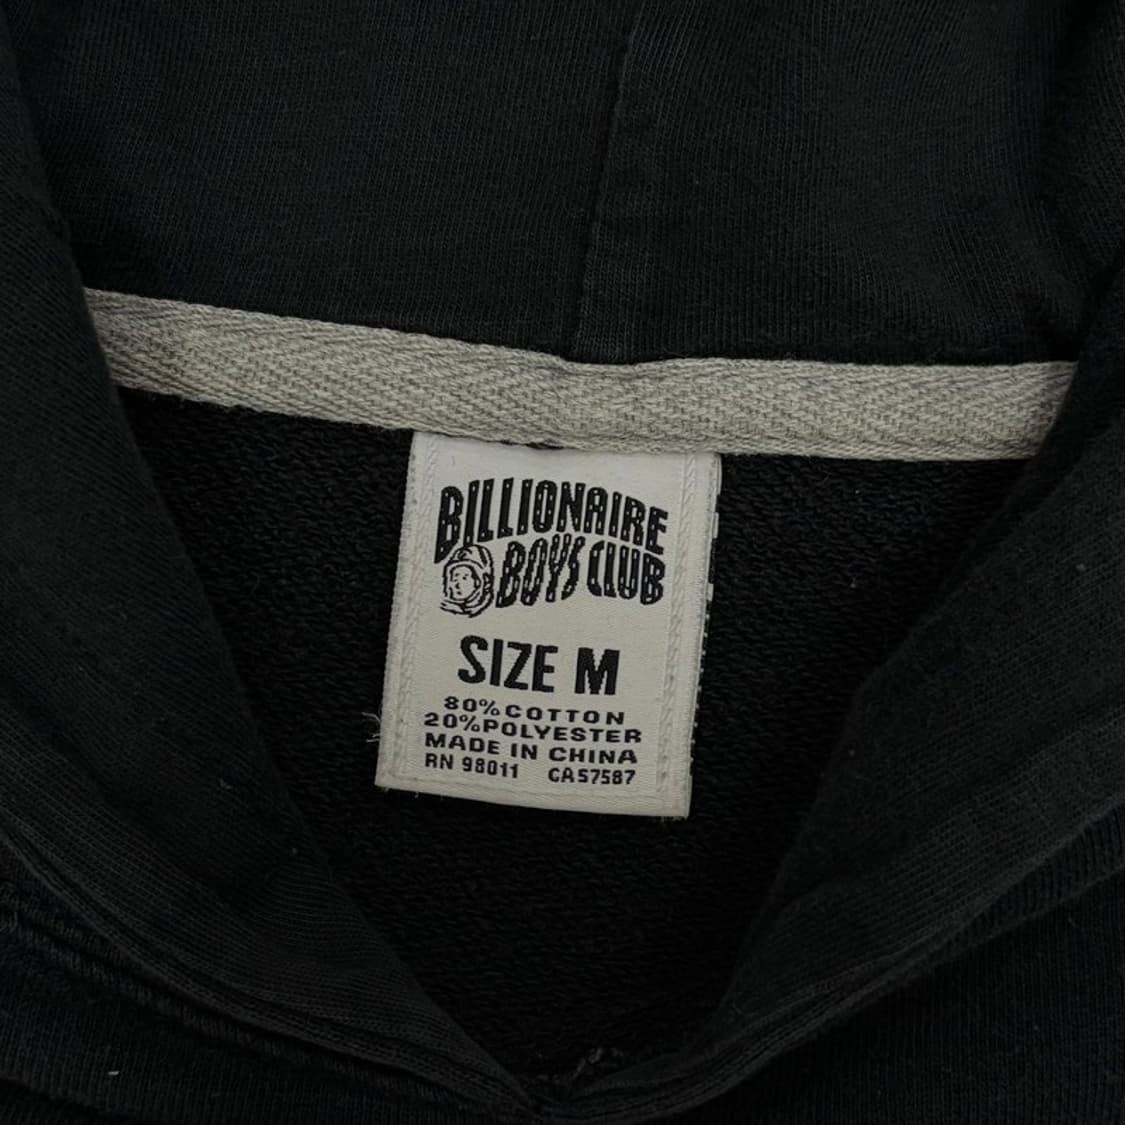 BILLIONAIRE
BOYS CLUB
SIZE M
80% COTTON
20% POLYESTER
MADE IN CHINA
RN 98011 CA57587